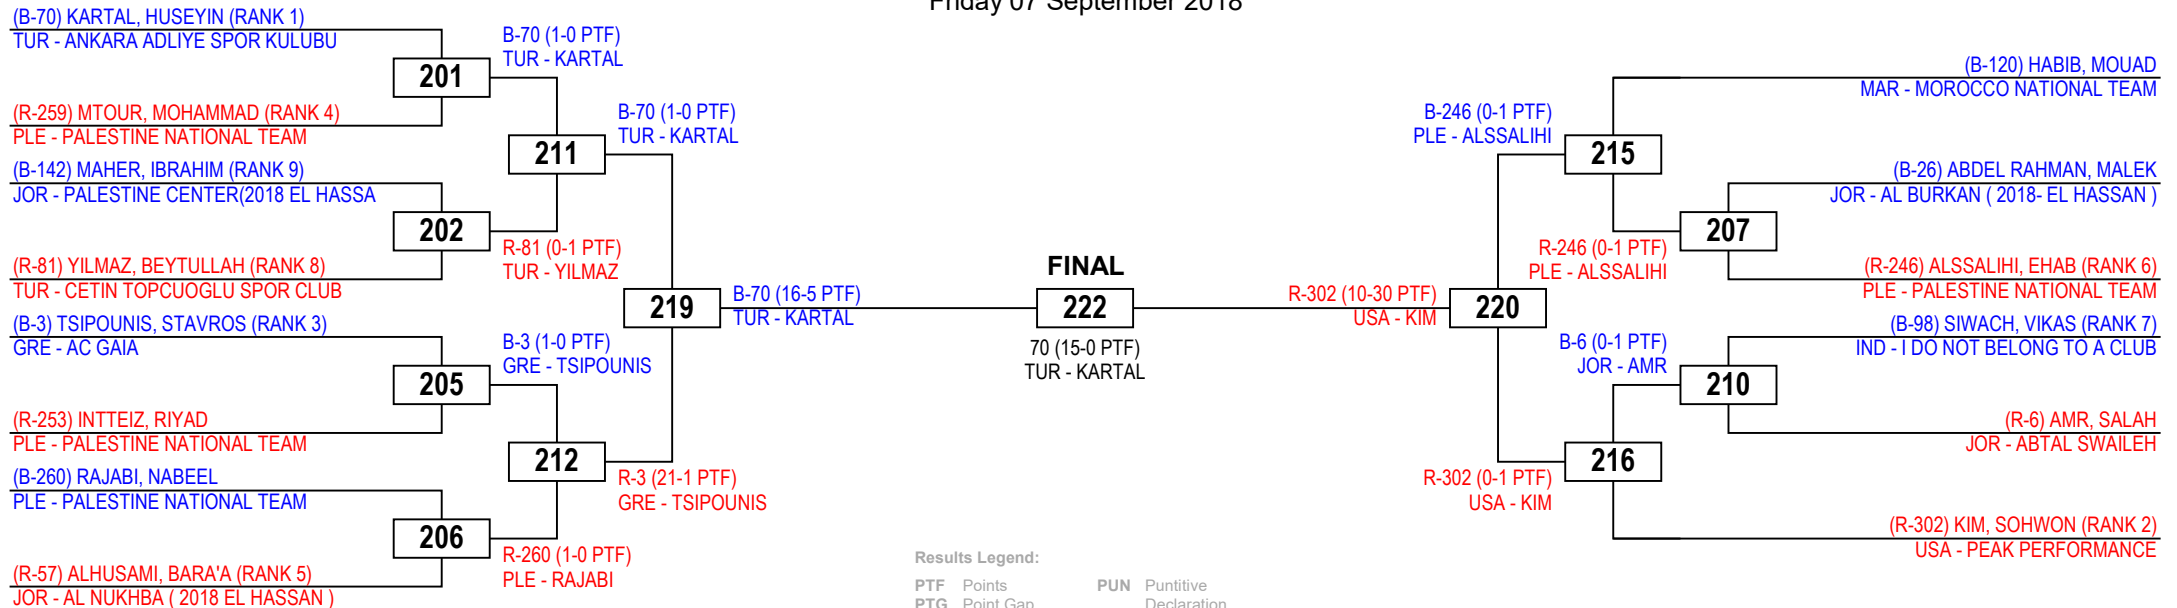 Friday 07 September 2018
(B-70) KARTAL, HUSEYIN (RANK 1)
TUR - ANKARA ADLIYE SPOR KULUBU
201
(R-259) MTOUR, MOHAMMAD (RANK 4)
PLE - PALESTINE NATIONAL TEAM
(B-142) MAHER, IBRAHIM (RANK 9)
JOR - PALESTINE CENTER(2018 EL HASSA
202
(R-81) YILMAZ, BEYTULLAH (RANK 8)
TUR - CETIN TOPCUOGLU SPOR CLUB
(B-3) TSIPOUNIS, STAVROS (RANK 3)
GRE - AC GAIA
205
(R-253) INTTEIZ, RIYAD
PLE - PALESTINE NATIONAL TEAM
(B-260) RAJABI, NABEEL
PLE - PALESTINE NATIONAL TEAM
206
(R-57) ALHUSAMI, BARA'A (RANK 5)
JOR - AL NUKHBA ( 2018 EL HASSAN )
B-70 (1-0 PTF)
TUR - KARTAL
211
R-81 (0-1 PTF)
TUR - YILMAZ
B-3 (1-0 PTF)
GRE - TSIPOUNIS
212
R-260 (1-0 PTF)
PLE - RAJABI
B-70 (1-0 PTF)
TUR - KARTAL
219
R-3 (21-1 PTF)
GRE - TSIPOUNIS
B-70 (16-5 PTF)
TUR - KARTAL
FINAL
222
70 (15-0 PTF)
TUR - KARTAL
R-302 (10-30 PTF)
USA - KIM
220
B-246 (0-1 PTF)
PLE - ALSSALIHI
215
R-246 (0-1 PTF)
PLE - ALSSALIHI
B-6 (0-1 PTF)
JOR - AMR
216
R-302 (0-1 PTF)
USA - KIM
(B-120) HABIB, MOUAD
MAR - MOROCCO NATIONAL TEAM
(B-26) ABDEL RAHMAN, MALEK
JOR - AL BURKAN ( 2018- EL HASSAN )
207
(R-246) ALSSALIHI, EHAB (RANK 6)
PLE - PALESTINE NATIONAL TEAM
(B-98) SIWACH, VIKAS (RANK 7)
IND - I DO NOT BELONG TO A CLUB
210
(R-6) AMR, SALAH
JOR - ABTAL SWAILEH
(R-302) KIM, SOHWON (RANK 2)
USA - PEAK PERFORMANCE
Results Legend:
PTF Points PUN Puntitive
PTG Point Gap Declaration